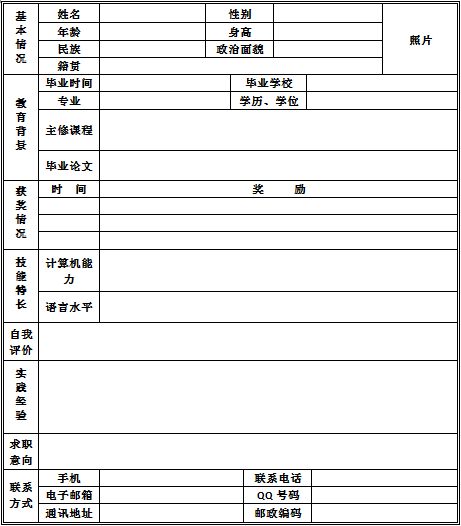 基本情况
姓名 性别
照片
年龄 身高
民族 政治面貌
籍贯
教育背景
毕业时间 毕业学校
专业 学历、学位
主修课程
毕业论文
获奖情况
时 间 奖 励
技能特长
计算机能
力
语言水平
自我
评价
实践经验
求职
意向
联系
方式
手机 联系电话
电子邮箱 QQ 号码
通讯地址 邮政编码